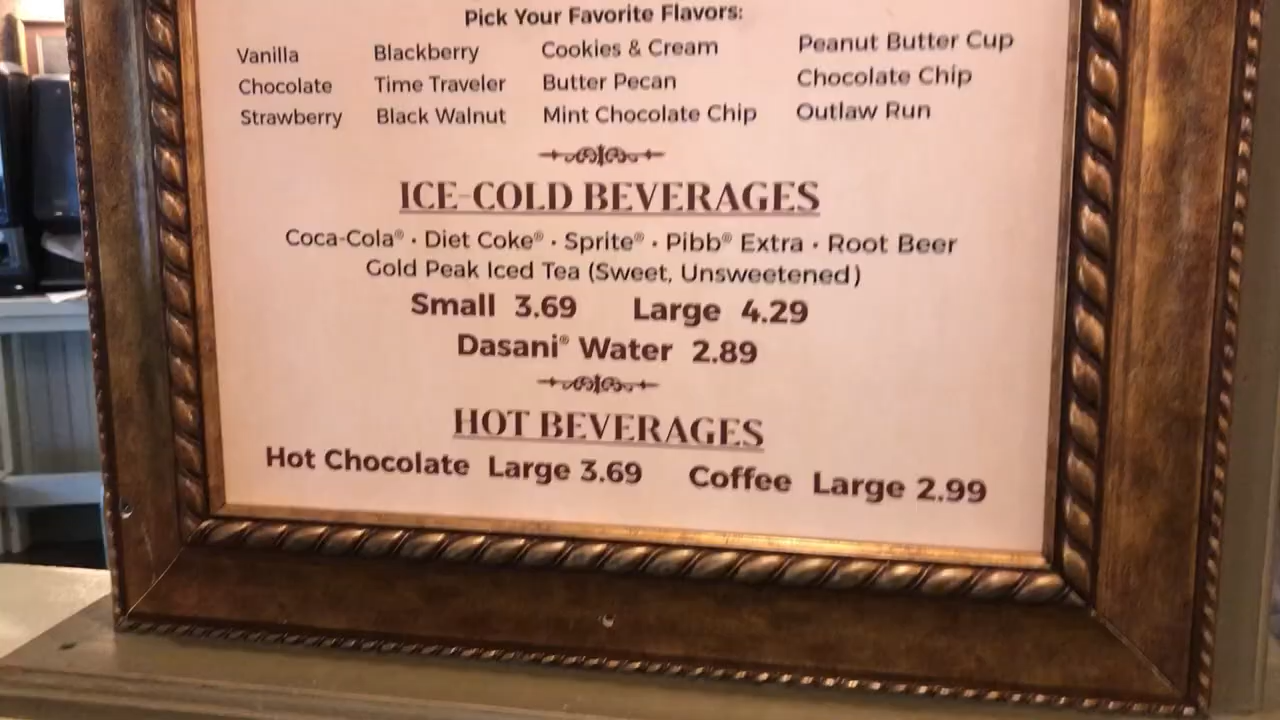 Pick Your Favorite Flavors:
Vanilla Blackberry Cookies & Cream Peanut Butter Cup
Chocolate Time Traveler Butter Pecan Chocolate Chip
Strawberry Black Walnut Mint Chocolate Chip Outlaw Run
ICE-COLD BEVERAGES
Coca-Cola® · Diet Coke® · Sprite® · Pibb® Extra · Root Beer
Gold Peak Iced Tea (Sweet, Unsweetened)
Small 3.69 Large 4.29
Dasani® Water 2.89
HOT BEVERAGES
Hot Chocolate Large 3.69 Coffee Large 2.99